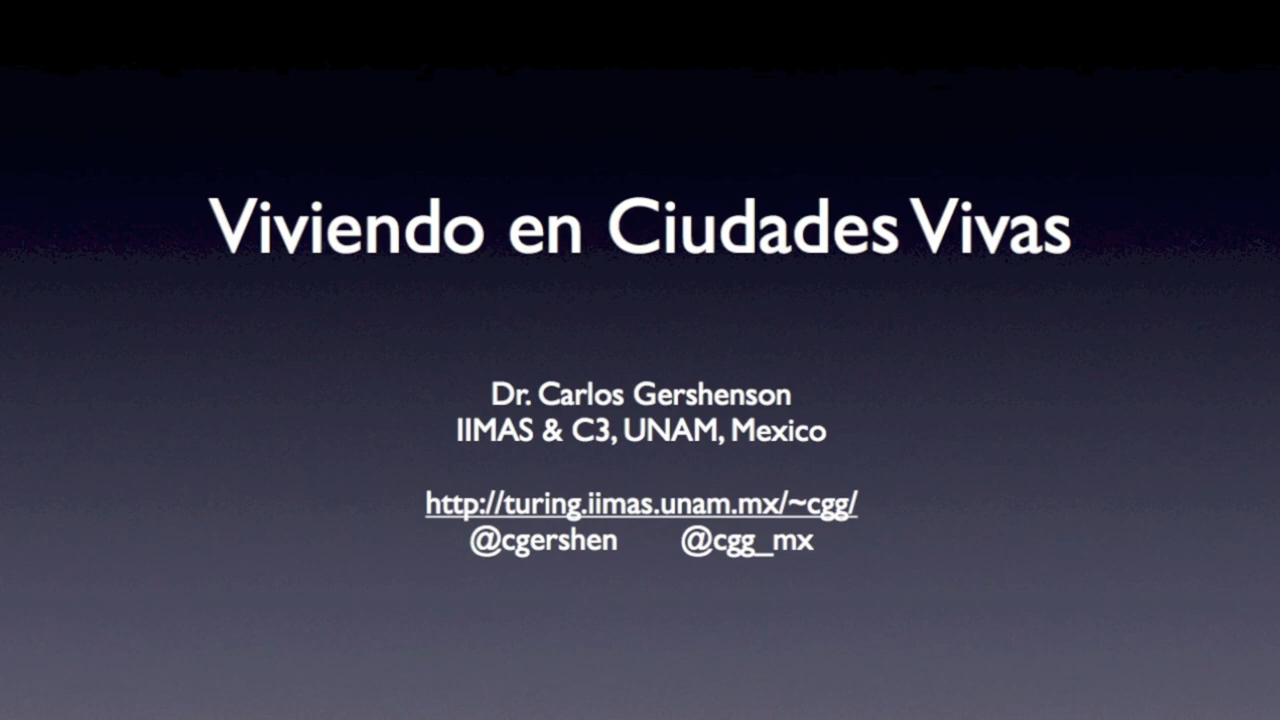 Viviendo en Ciudades Vivas
Dr. Carlos Gershenson
IIMAS & C3, UNAM, Mexico
http://turing.iimas.unam.mx/~cgg/
@cgershen @cgg_mx